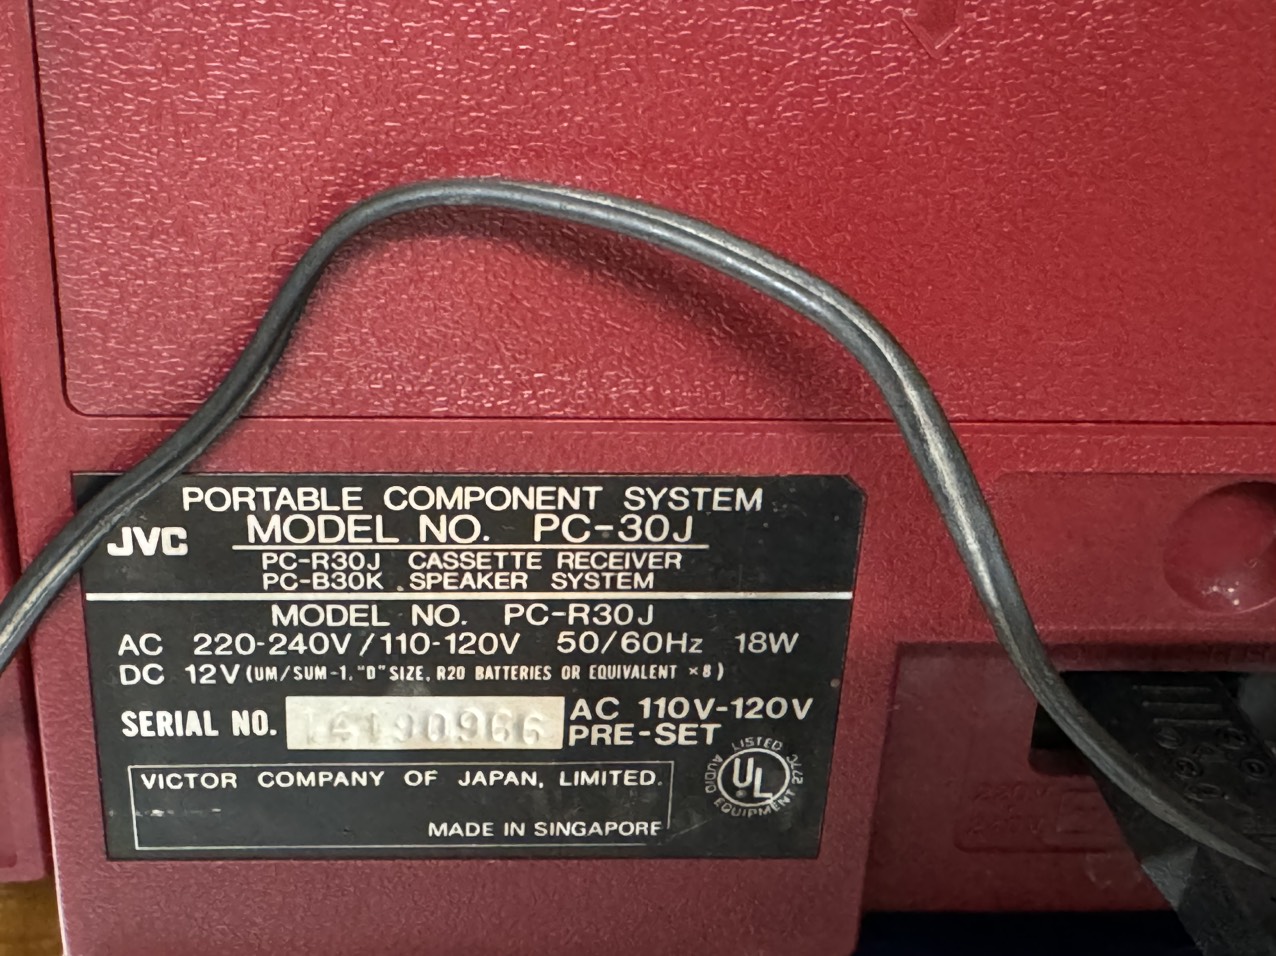 PORTABLE COMPONENT SYSTEM
JVC MODEL NO. PC-30J
PC-R30J CASSETTE RECEIVER
PC-B30K SPEAKER SYSTEM
MODEL NO. PC-R30J
AC 220-240V/110-120V 50/60Hz 18W
DC 12V (UM/SUM-1, "D" SIZE, R20 BATTERIES OR EQUIVALENT ×8)
SERIAL NO.
AC 110V-120V
PRE-SET
LISTED
UL
AUDIO EQUIPMENT 277C
VICTOR COMPANY OF JAPAN, LIMITED.
MADE IN SINGAPORE